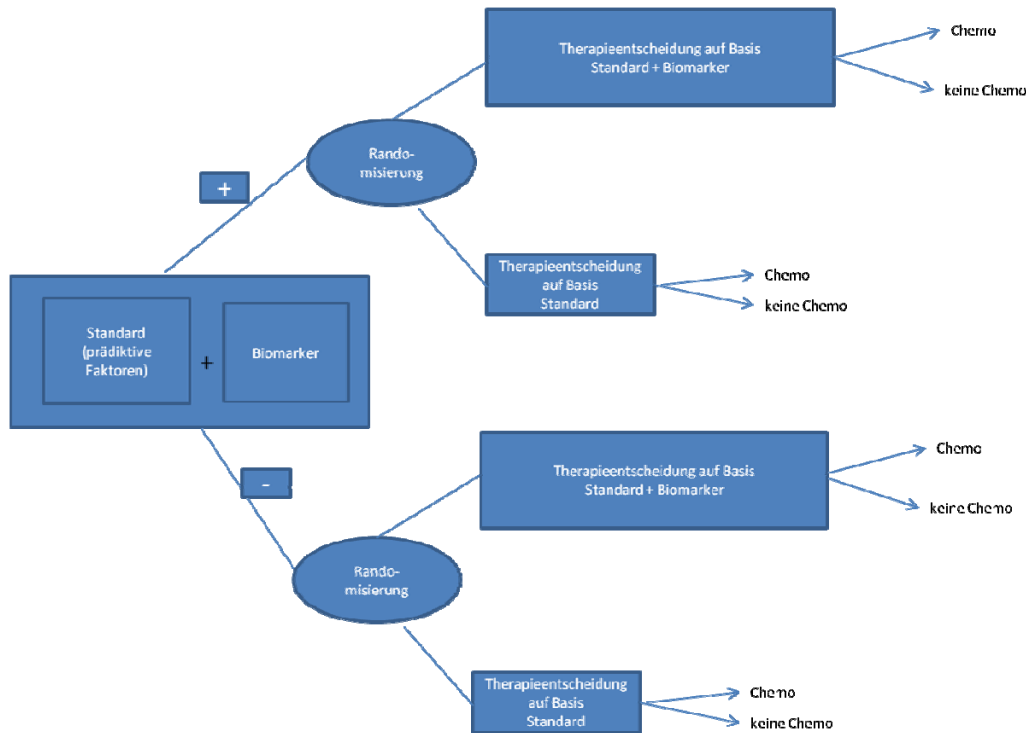 Therapieentscheidung auf Basis
Standard + Biomarker
Chemo
keine Chemo
Rando-
misierung
+
Therapieentscheidung
auf Basis
Standard
Chemo
keine Chemo
Standard
(prädiktive
Faktoren)
+
Biomarker
-
Therapieentscheidung auf Basis
Standard + Biomarker
Chemo
keine Chemo
Rando-
misierung
Therapieentscheidung
auf Basis
Standard
Chemo
keine Chemo